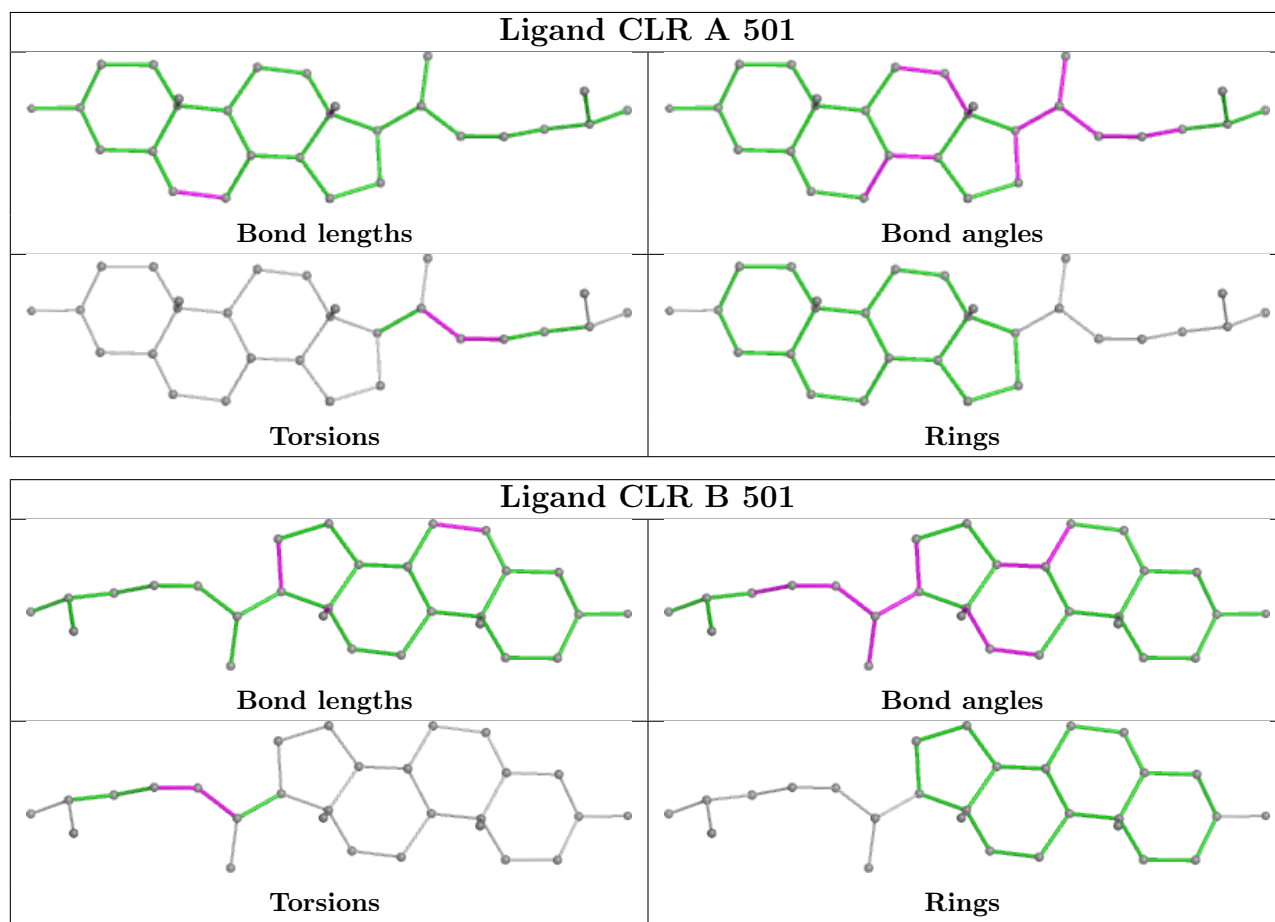 Ligand CLR A 501
Bond lengths
Bond angles
Torsions
Rings
Ligand CLR B 501
Bond lengths
Bond angles
Torsions
Rings